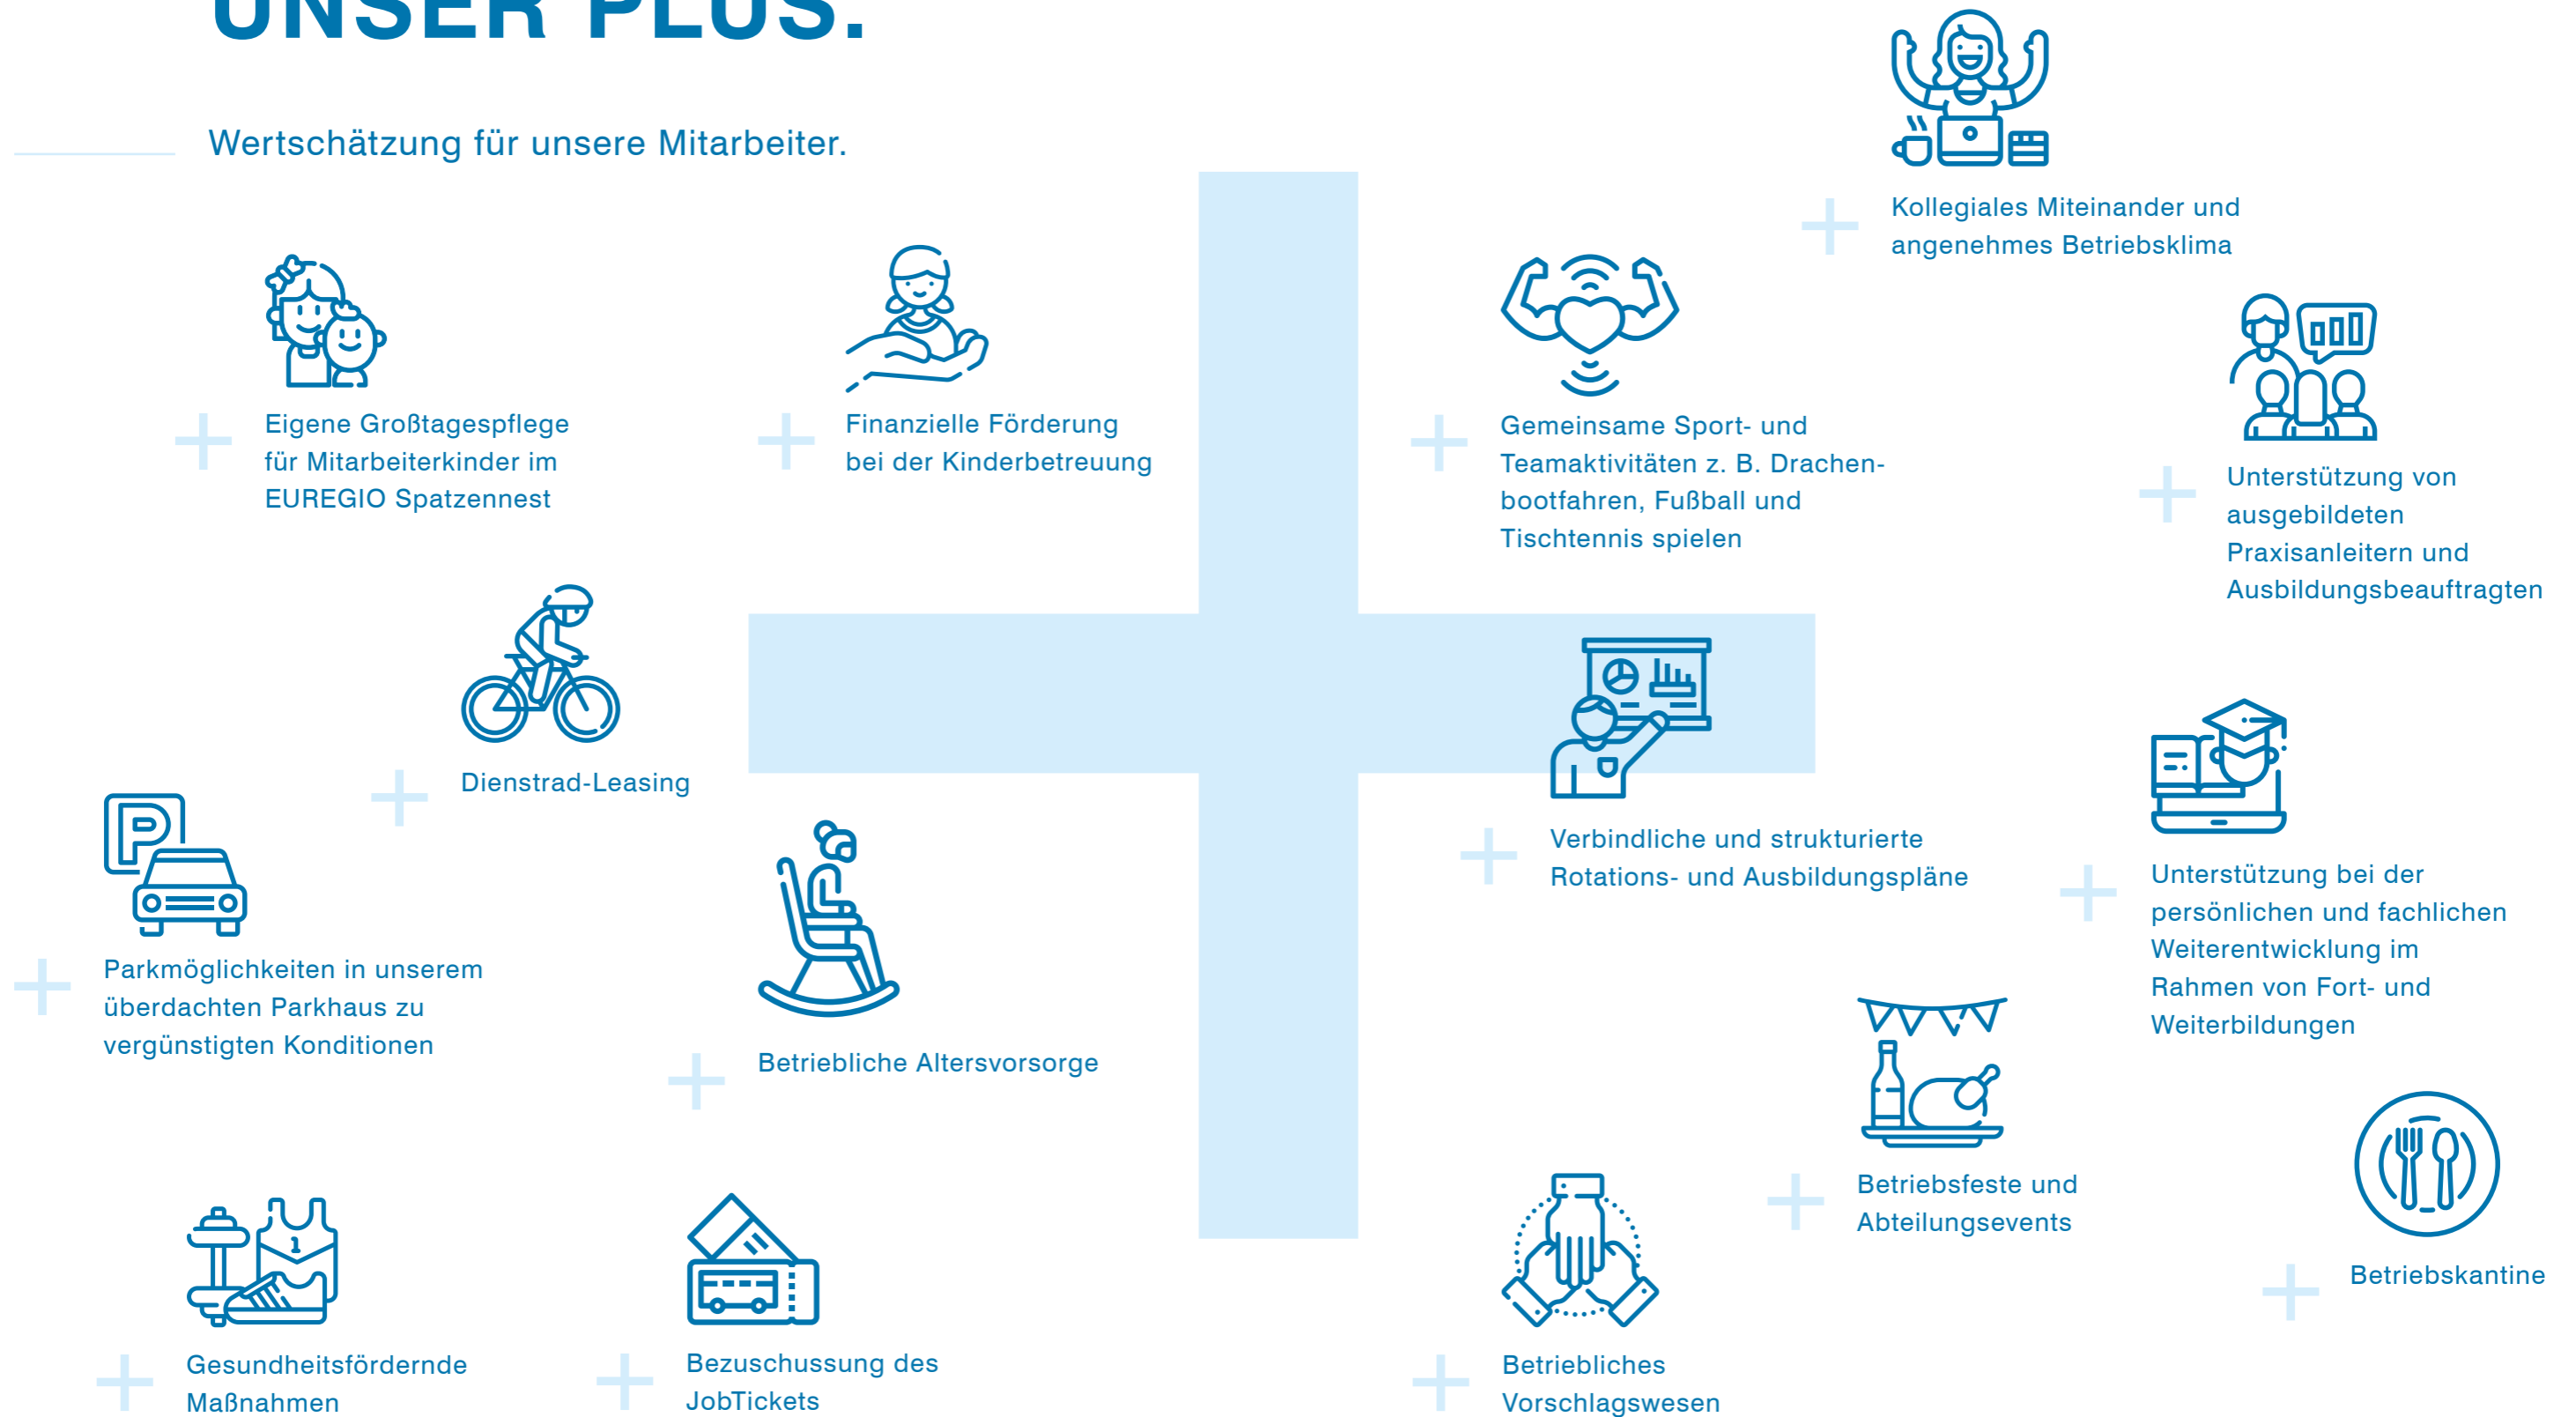 UNSER PLUS.
Wertschätzung für unsere Mitarbeiter.
Eigene Großtagespflege
für Mitarbeiterkinder im
EUREGIO Spatzennest
Finanzielle Förderung
bei der Kinderbetreuung
Dienstrad-Leasing
P
Parkmöglichkeiten in unserem
überdachten Parkhaus zu
vergünstigten Konditionen
Betriebliche Altersvorsorge
1
Gesundheitsfördernde
Maßnahmen
Bezuschussung des
JobTickets
Kollegiales Miteinander und
angenehmes Betriebsklima
Gemeinsame Sport- und
Teamaktivitäten z. B. Drachen-
bootfahren, Fußball und
Tischtennis spielen
Unterstützung von
ausgebildeten
Praxisanleitern und
Ausbildungsbeauftragten
Verbindliche und strukturierte
Rotations- und Ausbildungspläne
Unterstützung bei der
persönlichen und fachlichen
Weiterentwicklung im
Rahmen von Fort- und
Weiterbildungen
Betriebsfeste und
Abteilungsevents
Betriebskantine
Betriebliches
Vorschlagswesen